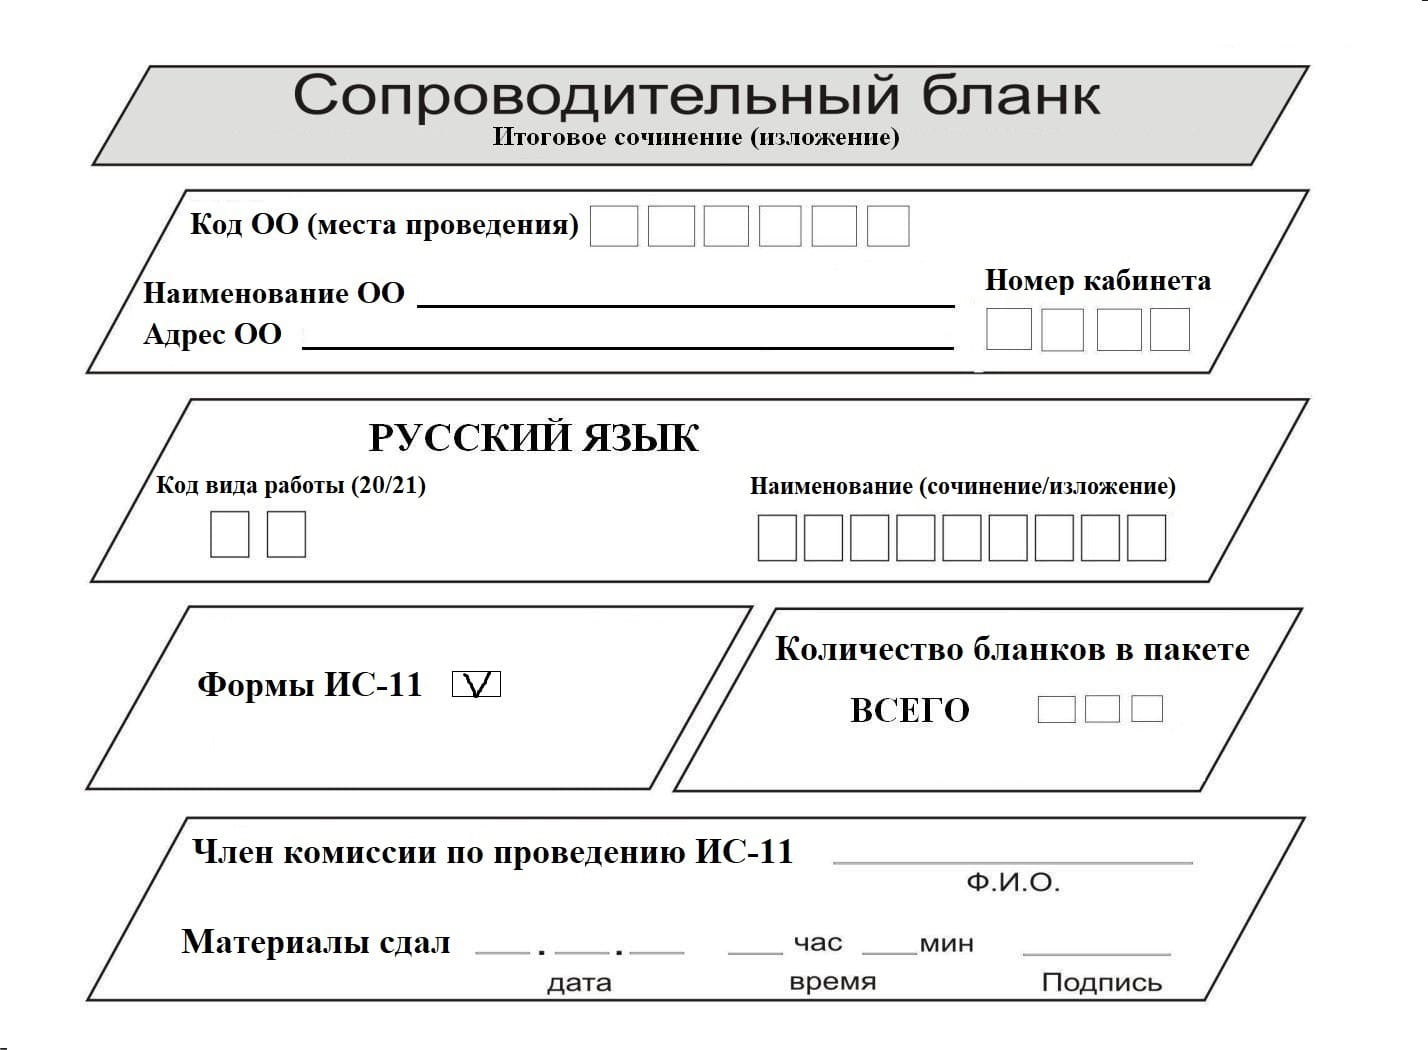 Сопроводительный бланк
Итоговое сочинение (изложение)
Код ОО (места проведения)
Наименование ОО
Номер кабинета
Адрес ОО
РУССКИЙ ЯЗЫК
Код вида работы (20/21)
Наименование (сочинение/изложение)
Формы ИС-11 V
Количество бланков в пакете
ВСЕГО
Член комиссии по проведению ИС-11
Ф.И.О.
Материалы сдал . . час мин
дата время Подпись